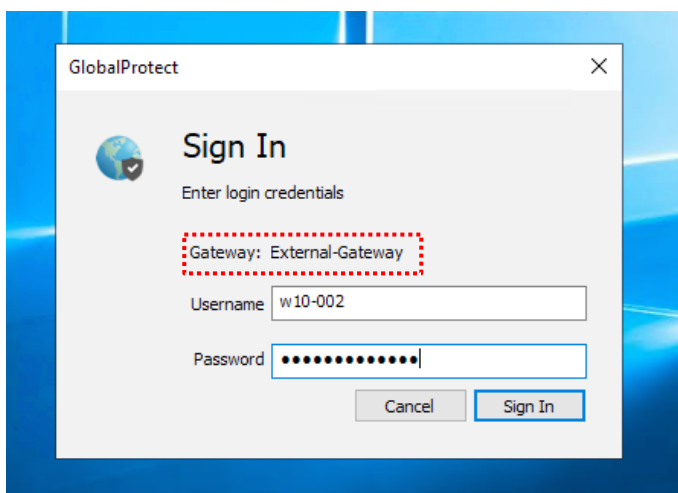 GlobalProtect
Sign In
Enter login credentials
Gateway: External-Gateway
Username w10-002
Password ●●●●●●●●●●●●●
Cancel Sign In